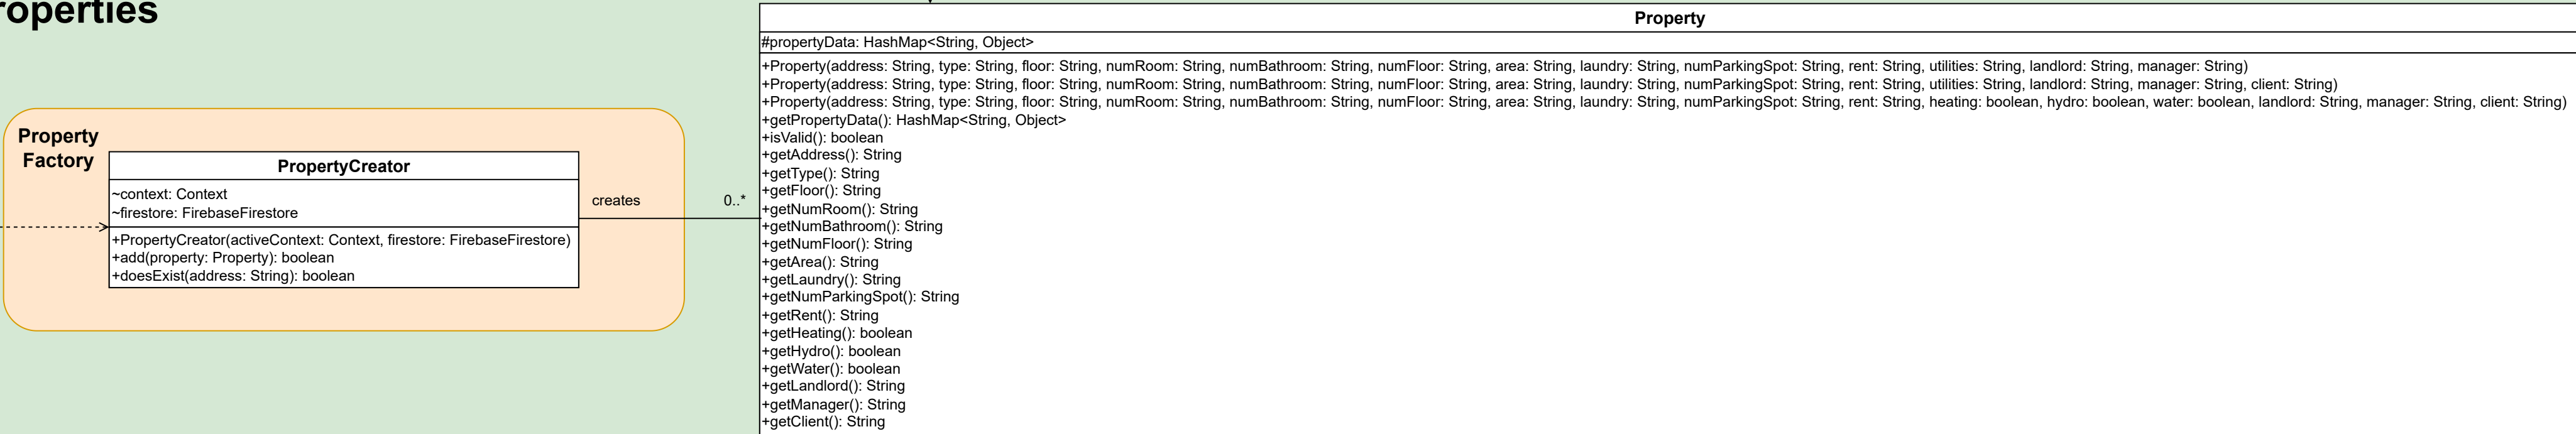 roperties
Property
Factory
PropertyCreator
~context: Context
~firestore: FirebaseFirestore
+PropertyCreator(activeContext: Context, firestore: FirebaseFirestore)
+add(property: Property): boolean
+doesExist(address: String): boolean
creates
0..*
Property
#propertyData: HashMap<String, Object>
+Property(address: String, type: String, floor: String, numRoom: String, numBathroom: String, numFloor: String, area: String, laundry: String, numParkingSpot: String, rent: String, utilities: String, landlord: String, manager: String)
+Property(address: String, type: String, floor: String, numRoom: String, numBathroom: String, numFloor: String, area: String, laundry: String, numParkingSpot: String, rent: String, utilities: String, landlord: String, manager: String, client: String)
+Property(address: String, type: String, floor: String, numRoom: String, numBathroom: String, numFloor: String, area: String, laundry: String, numParkingSpot: String, rent: String, heating: boolean, hydro: boolean, water: boolean, landlord: String, manager: String, client: String)
+getPropertyData(): HashMap<String, Object>
+isValid(): boolean
+getAddress(): String
+getType(): String
+getFloor(): String
+getNumRoom(): String
+getNumBathroom(): String
+getNumFloor(): String
+getArea(): String
+getLaundry(): String
+getNumParkingSpot(): String
+getRent(): String
+getHeating(): boolean
+getHydro(): boolean
+getWater(): boolean
+getLandlord(): String
+getManager(): String
+getClient(): String